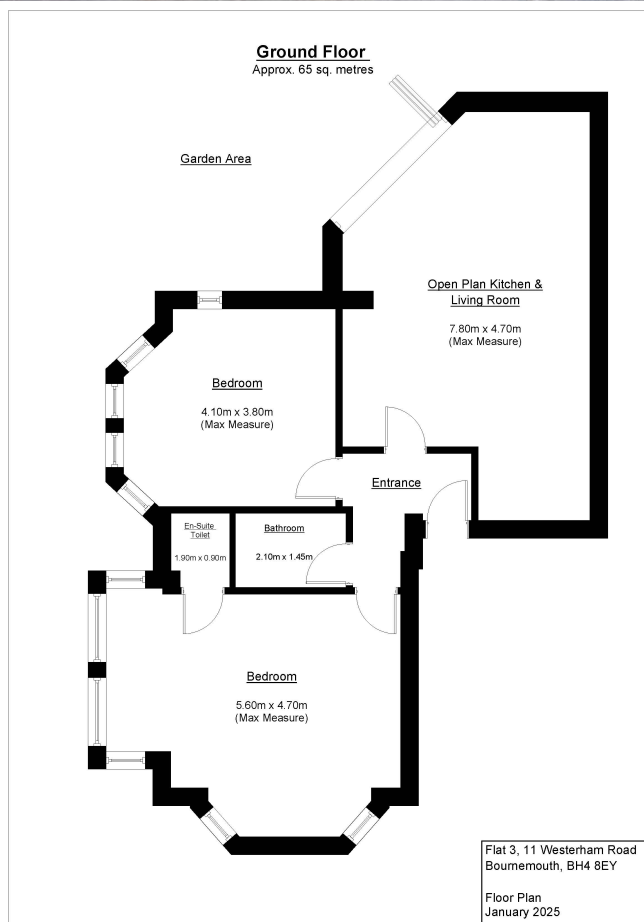 Ground Floor
Approx. 65 sq. metres
Garden Area
Open Plan Kitchen &
Living Room
7.80m x 4.70m
(Max Measure)
Bedroom
4.10m x 3.80m
(Max Measure)
Entrance
En-Suite
Toilet
1.90m x 0.90m
Bathroom
2.10m x 1.45m
Bedroom
5.60m x 4.70m
(Max Measure)
Flat 3, 11 Westerham Road
Bournemouth, BH4 8EY
Floor Plan
January 2025